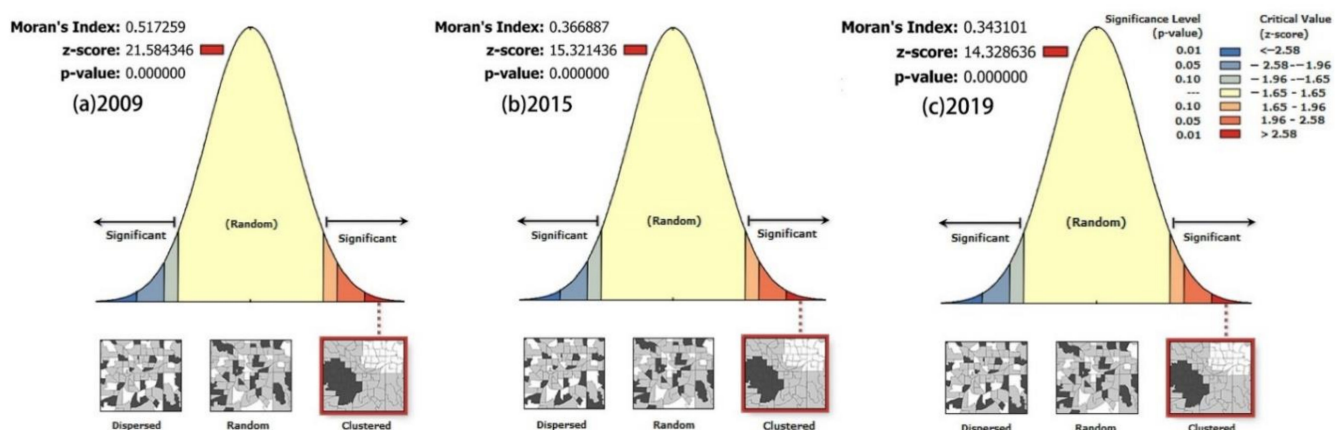 Moran's Index: 0.517259
z-score: 21.584346
p-value: 0.000000
(a)2009
Significant
(Random)
Significant
Dispersed
Random
Clustered
Moran's Index: 0.366887
z-score: 15.321436
p-value: 0.000000
(b)2015
Significant
(Random)
Significant
Dispersed
Random
Clustered
Moran's Index: 0.343101
z-score: 14.328636
p-value: 0.000000
(c)2019
Significant
(Random)
Significant
Dispersed
Random
Clustered
Significance Level Critical Value
(p-value) (z-score)
0.01 <−2.58
0.05 −2.58-−1.96
0.10 −1.96-−1.65
--- −1.65 - 1.65
0.10 1.65 - 1.96
0.05 1.96 - 2.58
0.01 > 2.58